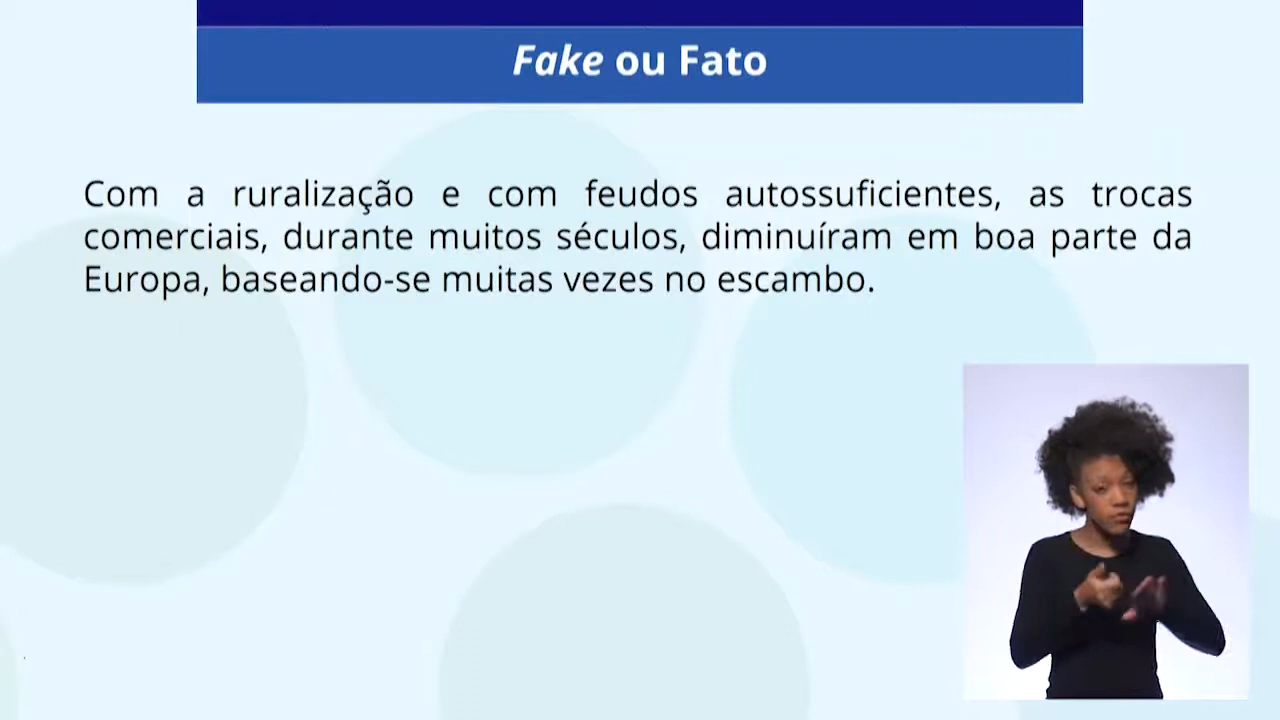 Fake ou Fato
Com a ruralização e com feudos autossuficientes, as trocas
comerciais, durante muitos séculos, diminuíram em boa parte da
Europa, baseando-se muitas vezes no escambo.